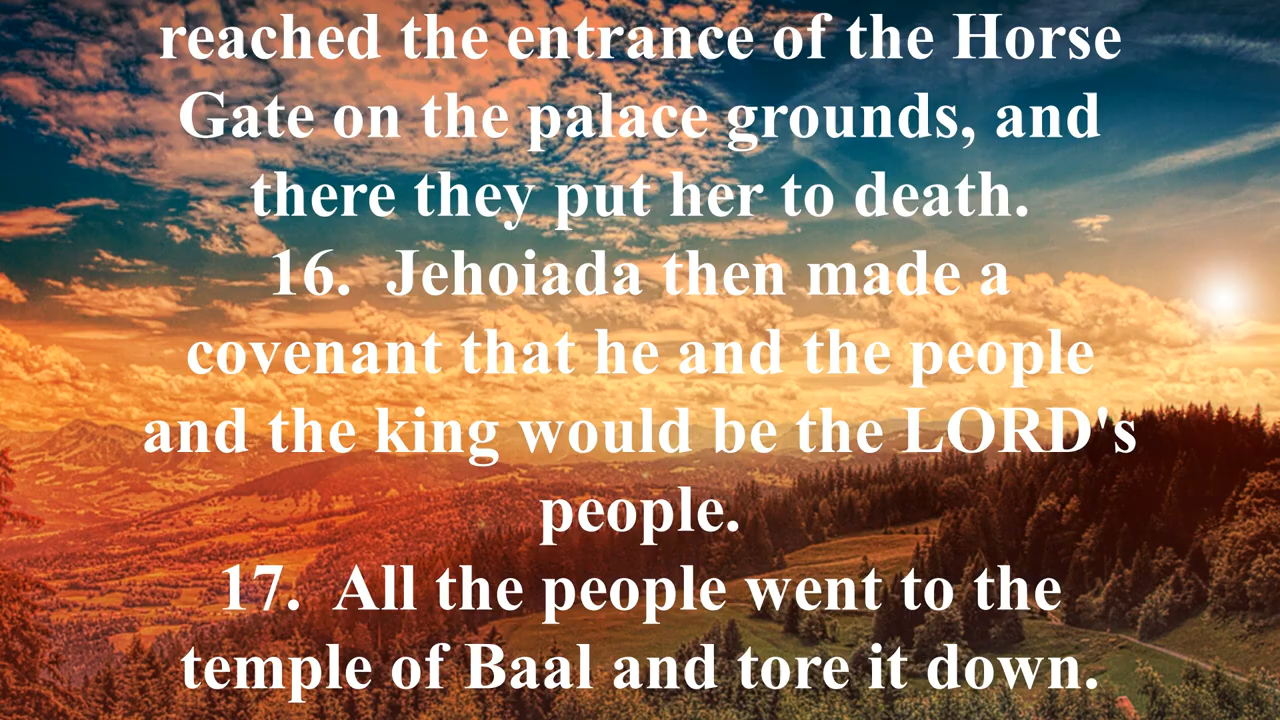 reached the entrance of the Horse
Gate on the palace grounds, and
there they put her to death.
16.  Jehoiada then made a
covenant that he and the people
and the king would be the LORD's
people.
17.  All the people went to the
temple of Baal and tore it down.